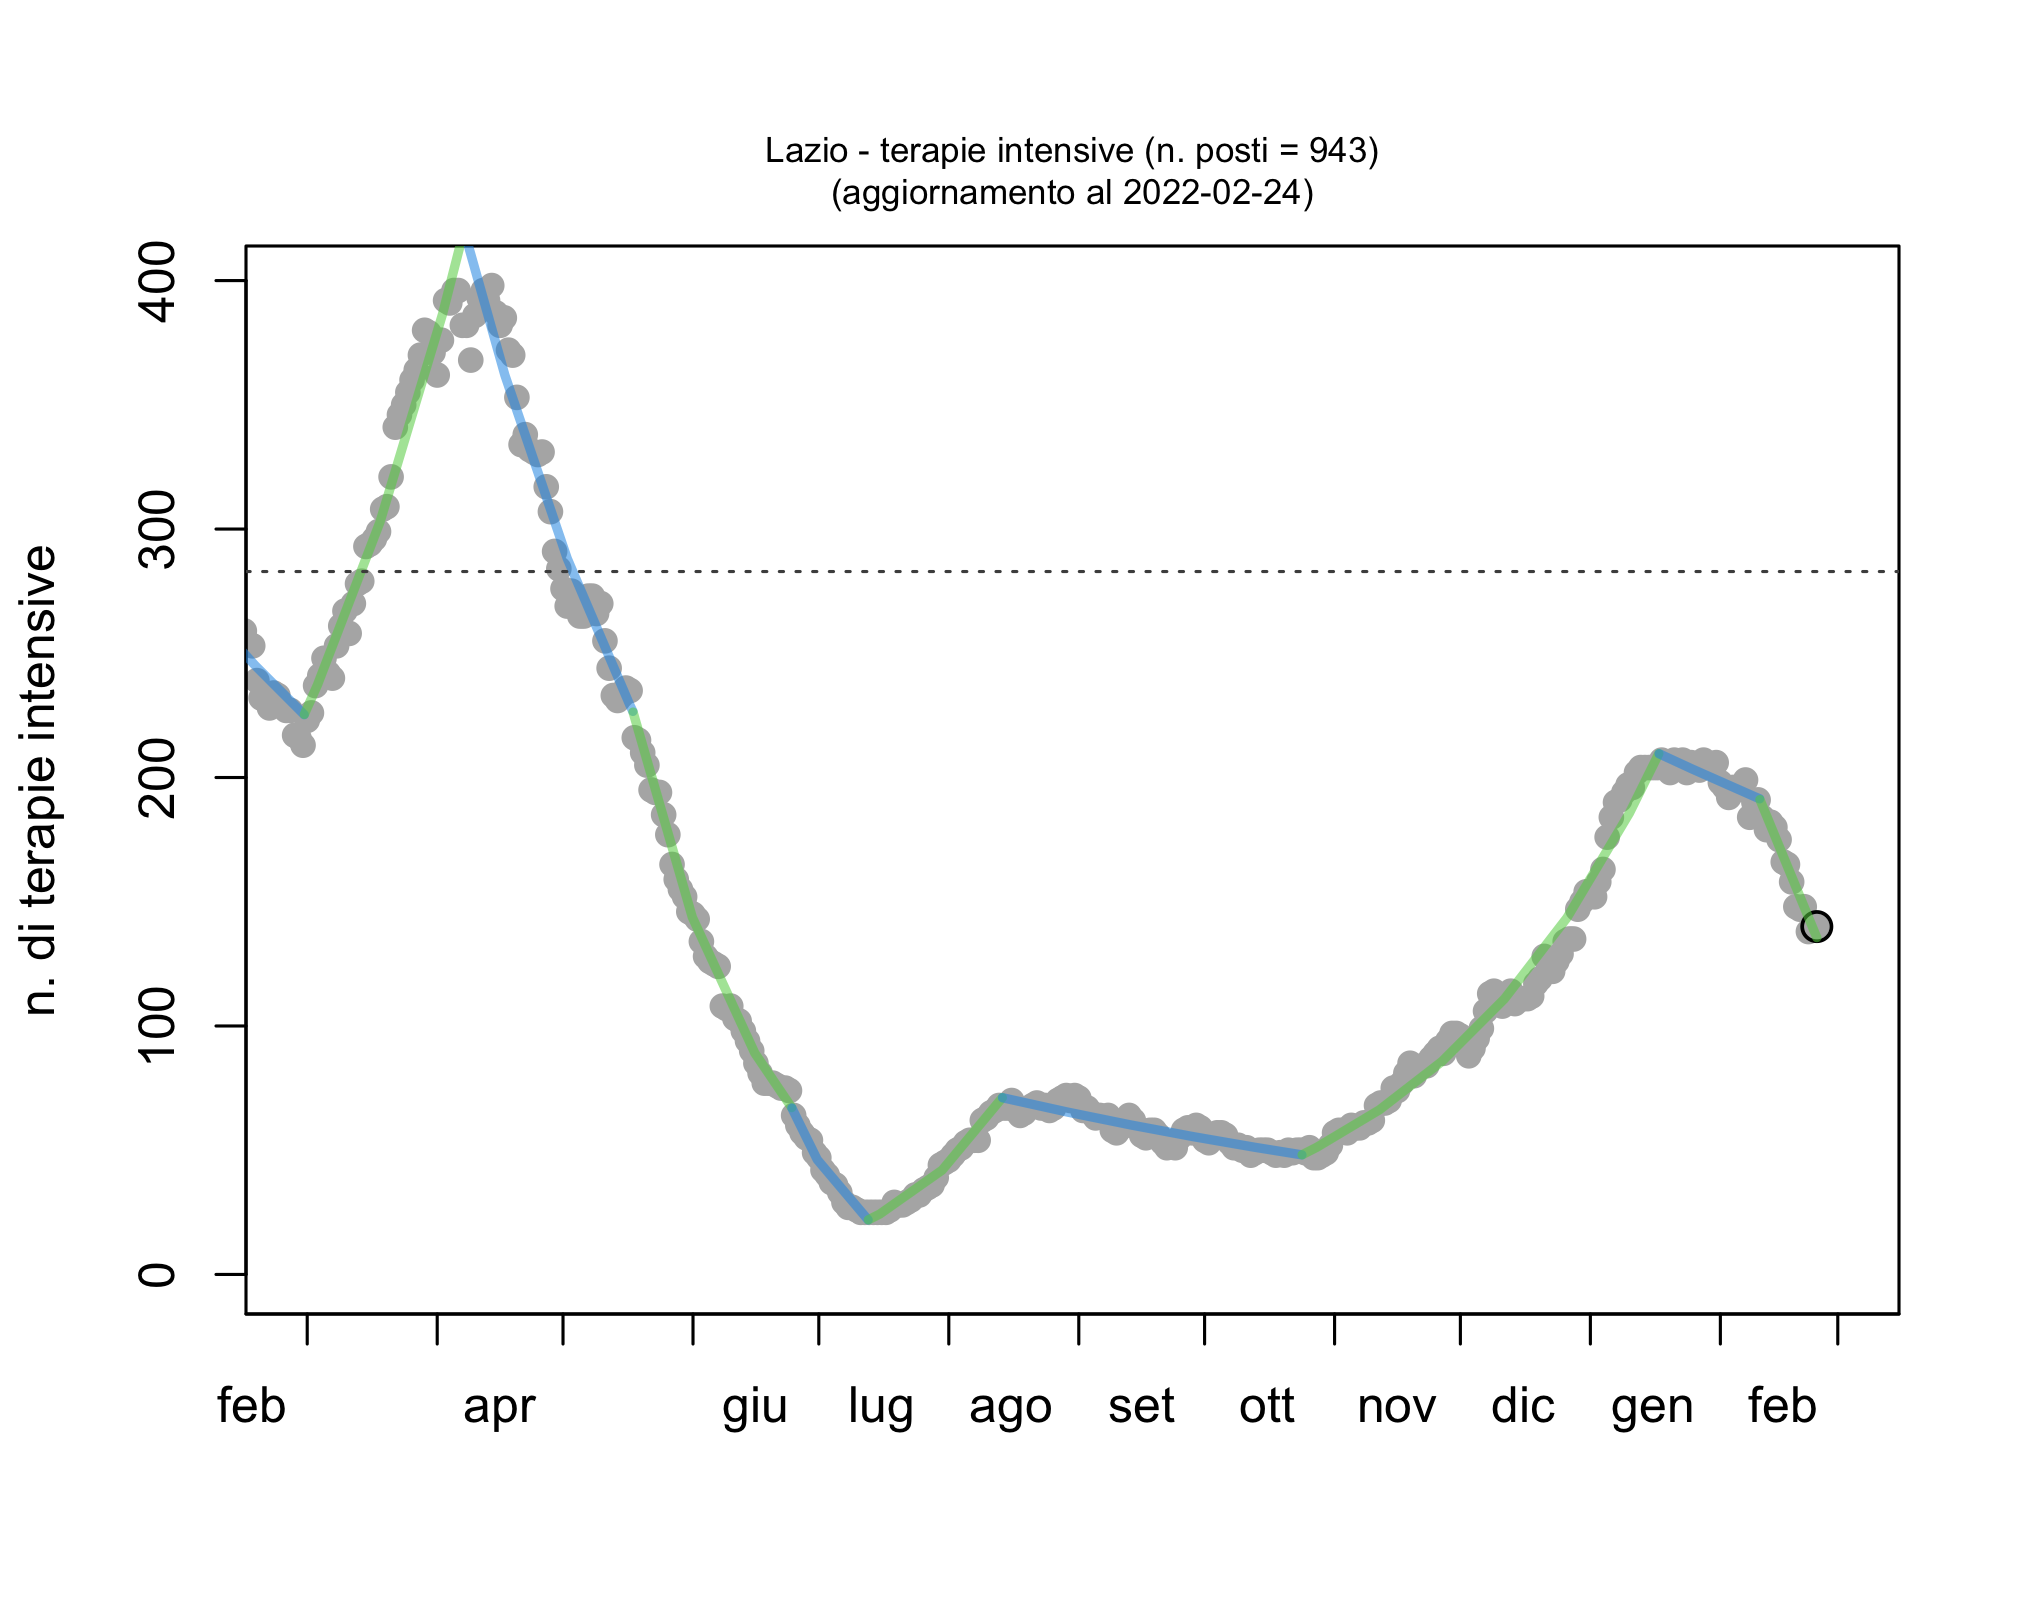 Lazio - terapie intensive (n. posti = 943)
(aggiornamento al 2022-02-24)
n. di terapie intensive
400
300
200
100
0
feb apr giu lug ago set ott nov dic gen feb